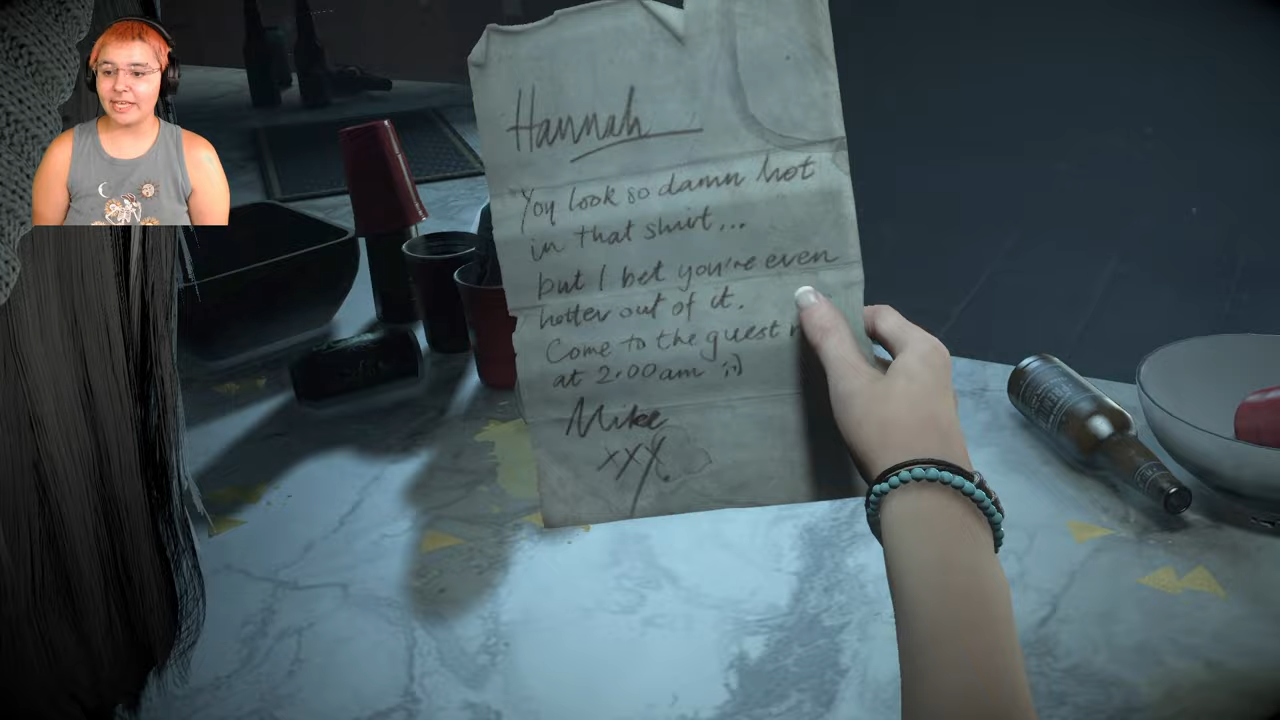 Hannah
You look so damn hot
in that shirt...
but I bet you're even
hotter out of it.
Come to the guest
at 2:00am ;)
Mike
xxx